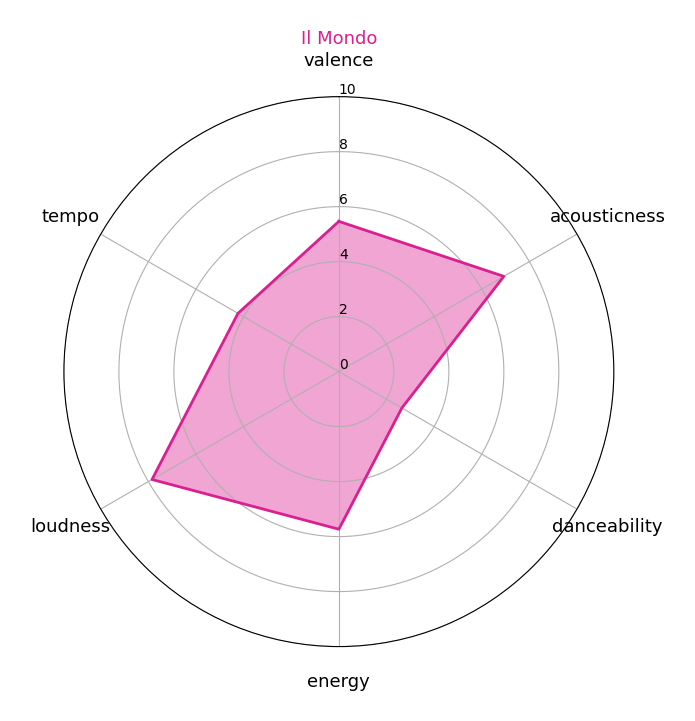 Il Mondo
valence
10
8
6
4
2
0
tempo
acousticness
loudness
danceability
energy